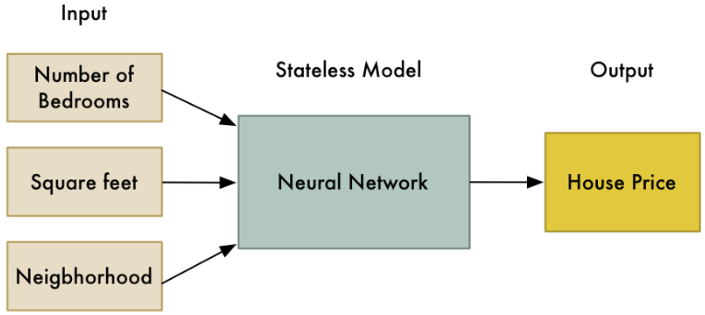 Input
Number of
Bedrooms
Square feet
Neigbhorhood
Stateless Model
Neural Network
Output
House Price